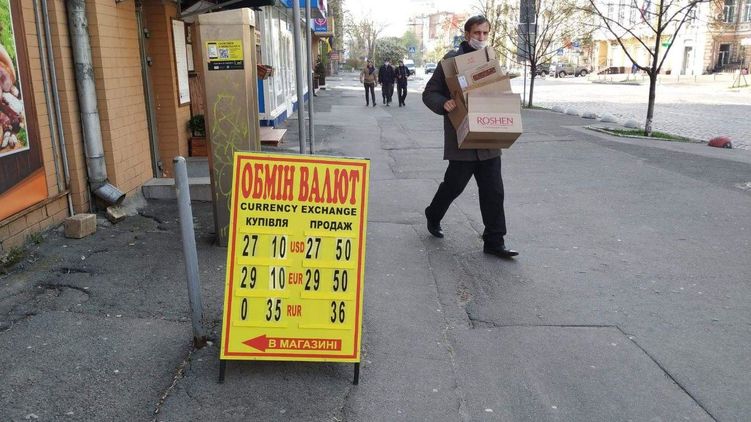 ОБМІН ВАЛЮТ
CURRENCY EXCHANGE
КУПІВЛЯ ПРОДАЖ
27 10 USD 27 50
29 10 EUR 29 50
0 35 RUR 36
В МАГАЗИНІ
ROSHEN